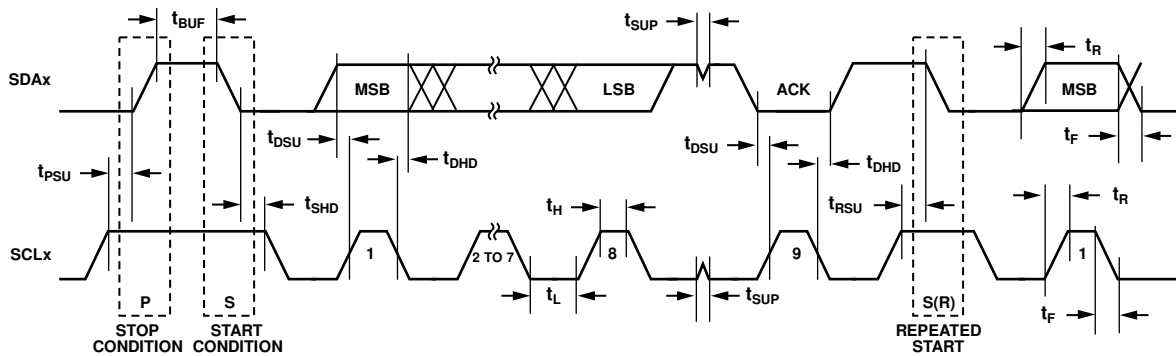 tBUF
tSUP
tR
SDAx
MSB
LSB
ACK
MSB
tDSU
tDSU
tF
tPSU
tDHD
tDHD
tSHD
tH
tRSU
tR
SCLx
1
2 TO 7
8
9
1
tL
tSUP
P
S
S(R)
tF
STOP CONDITION
START CONDITION
REPEATED START